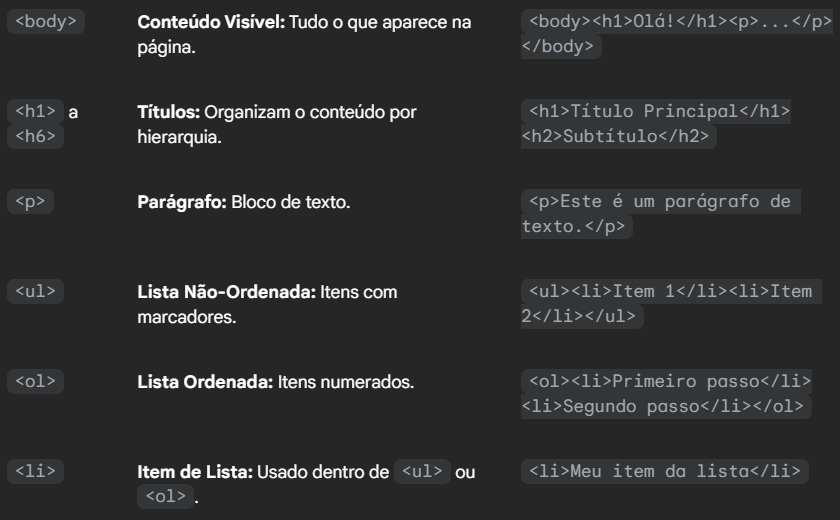 <body> Conteúdo Visível: Tudo o que aparece na <body><h1>Olá!</h1><p>...</p>
página. </body>
<h1> a Títulos: Organizam o conteúdo por <h1>Título Principal</h1>
<h6> hierarquia. <h2>Subtítulo</h2>
<p> Parágrafo: Bloco de texto. <p>Este é um parágrafo de
texto.</p>
<ul> Lista Não-Ordenada: Itens com <ul><li>Item 1</li><li>Item
marcadores. 2</li></ul>
<ol> Lista Ordenada: Itens numerados. <ol><li>Primeiro passo</li>
<li>Segundo passo</li></ol>
<li> Item de Lista: Usado dentro de <ul> ou <li>Meu item da lista</li>
<ol>.